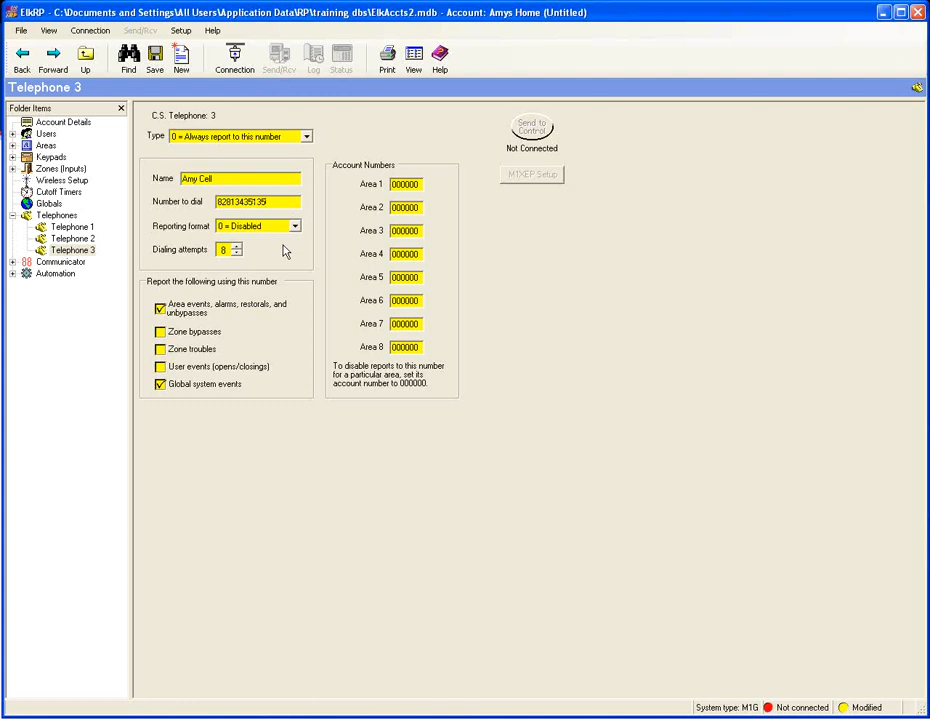 ElkRP - C:\Documents and Settings\All Users\Application Data\RP\training dbs\ElkAccts2.mdb - Account: Amys Home (Untitled)
File View Connection Send/Rcv Setup Help
Back Forward Up Find Save New Connection Send/Rcv Log Status Print View Help
Telephone 3
Folder Items
Account Details
Users
Areas
Keypads
Zones (Inputs)
Wireless Setup
Cutoff Timers
Globals
Telephones
Telephone 1
Telephone 2
Telephone 3
Communicator
Automation
C.S. Telephone: 3
Type 0 = Always report to this number
Name Amy Cell
Number to dial 82813435135
Reporting format 0 = Disabled
Dialing attempts 8
Report the following using this number
Area events, alarms, restorals, and
unbypasses
Zone bypasses
Zone troubles
User events (opens/closings)
Global system events
Account Numbers
Area 1 000000
Area 2 000000
Area 3 000000
Area 4 000000
Area 5 000000
Area 6 000000
Area 7 000000
Area 8 000000
To disable reports to this number
for a particular area, set its
account number to 000000.
Send to
Control
Not Connected
M1XEP Setup
System type: M1G Not connected Modified